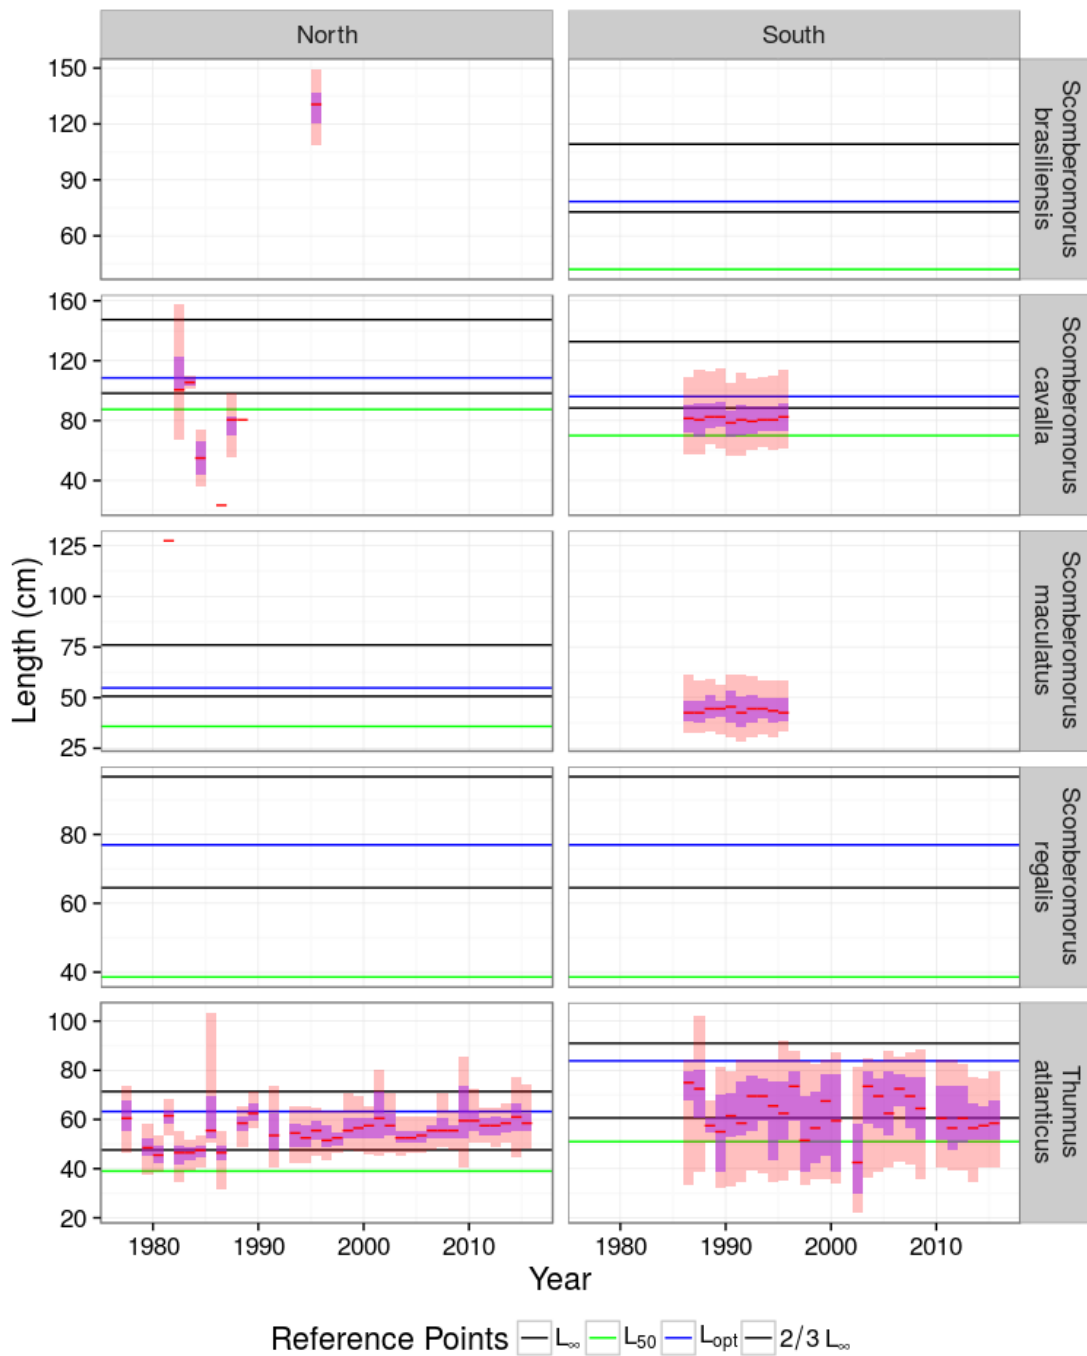 North
South
150
120
90
60
Scomberomorus
brasiliensis
160
120
80
40
Scomberomorus
cavalla
125
100
75
50
25
Scomberomorus
maculatus
80
60
40
Scomberomorus
regalis
100
80
60
40
20
Thunnus
atlanticus
Length (cm)
1980 1990 2000 2010 1980 1990 2000 2010
Year
Reference Points L∞ L50 Lopt 2/3 L∞